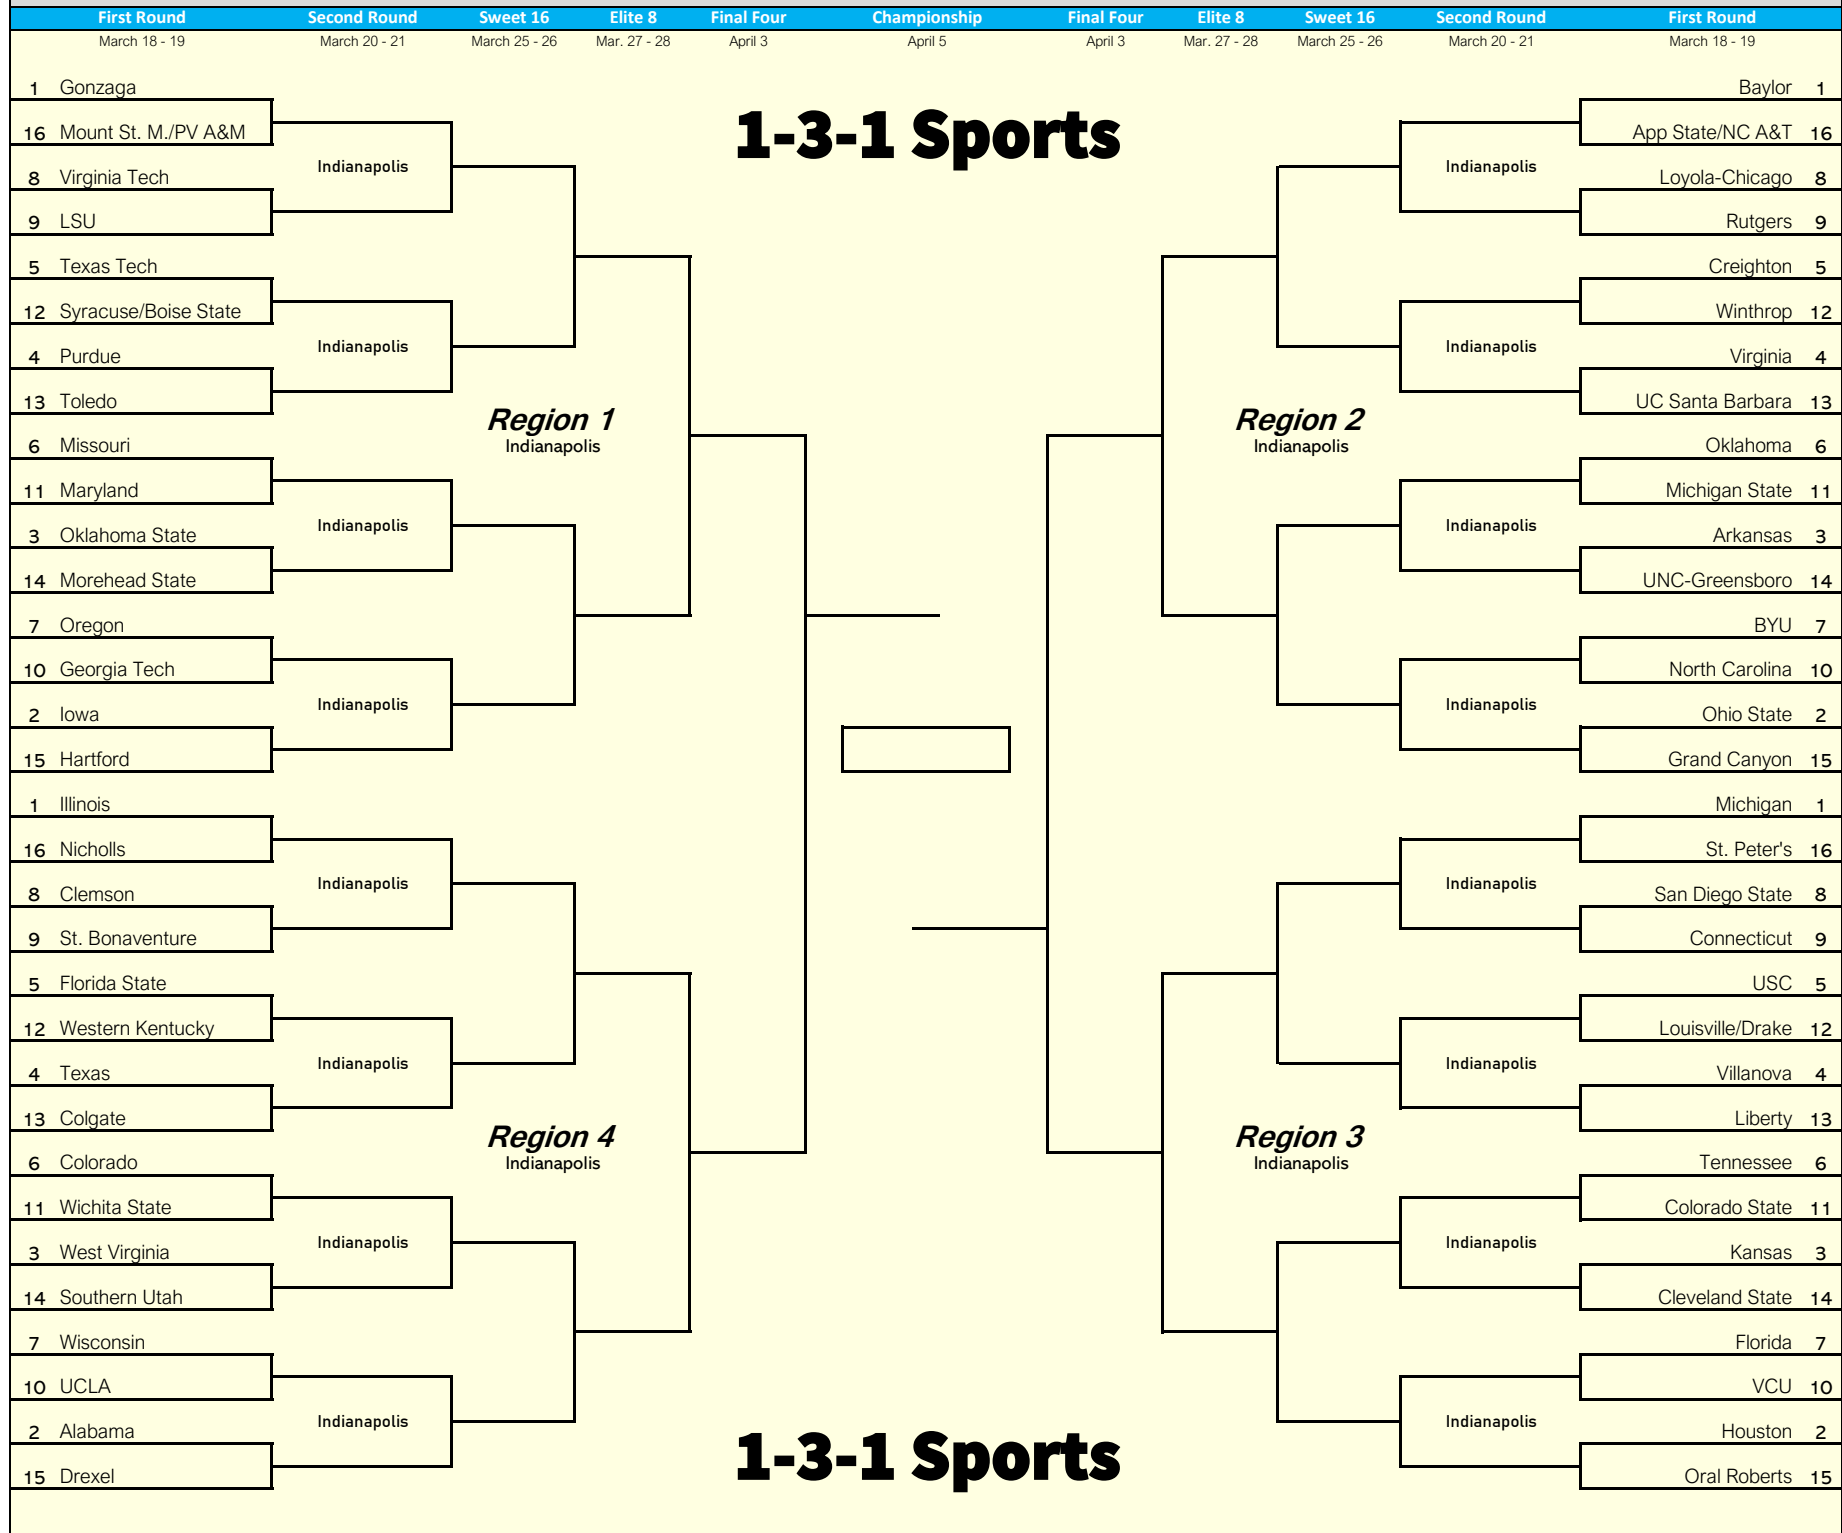 First Round Second Round Sweet 16 Elite 8 Final Four Championship Final Four Elite 8 Sweet 16 Second Round First Round
March 18 - 19 March 20 - 21 March 25 - 26 Mar. 27 - 28 April 3 April 5 April 3 Mar. 27 - 28 March 25 - 26 March 20 - 21 March 18 - 19
1-3-1 Sports
1 Gonzaga
16 Mount St. M./PV A&M
Indianapolis
8 Virginia Tech
9 LSU
5 Texas Tech
12 Syracuse/Boise State
Indianapolis
4 Purdue
13 Toledo
Region 1
Indianapolis
6 Missouri
11 Maryland
Indianapolis
3 Oklahoma State
14 Morehead State
7 Oregon
10 Georgia Tech
Indianapolis
2 Iowa
15 Hartford
1 Illinois
16 Nicholls
Indianapolis
8 Clemson
9 St. Bonaventure
5 Florida State
12 Western Kentucky
Indianapolis
4 Texas
13 Colgate
Region 4
Indianapolis
6 Colorado
11 Wichita State
Indianapolis
3 West Virginia
14 Southern Utah
7 Wisconsin
10 UCLA
Indianapolis
2 Alabama
15 Drexel
Baylor 1
App State/NC A&T 16
Indianapolis
Loyola-Chicago 8
Rutgers 9
Creighton 5
Winthrop 12
Indianapolis
Virginia 4
UC Santa Barbara 13
Region 2
Indianapolis
Oklahoma 6
Michigan State 11
Indianapolis
Arkansas 3
UNC-Greensboro 14
BYU 7
North Carolina 10
Indianapolis
Ohio State 2
Grand Canyon 15
Michigan 1
St. Peter's 16
Indianapolis
San Diego State 8
Connecticut 9
USC 5
Louisville/Drake 12
Indianapolis
Villanova 4
Liberty 13
Region 3
Indianapolis
Tennessee 6
Colorado State 11
Indianapolis
Kansas 3
Cleveland State 14
Florida 7
VCU 10
Indianapolis
Houston 2
Oral Roberts 15
1-3-1 Sports